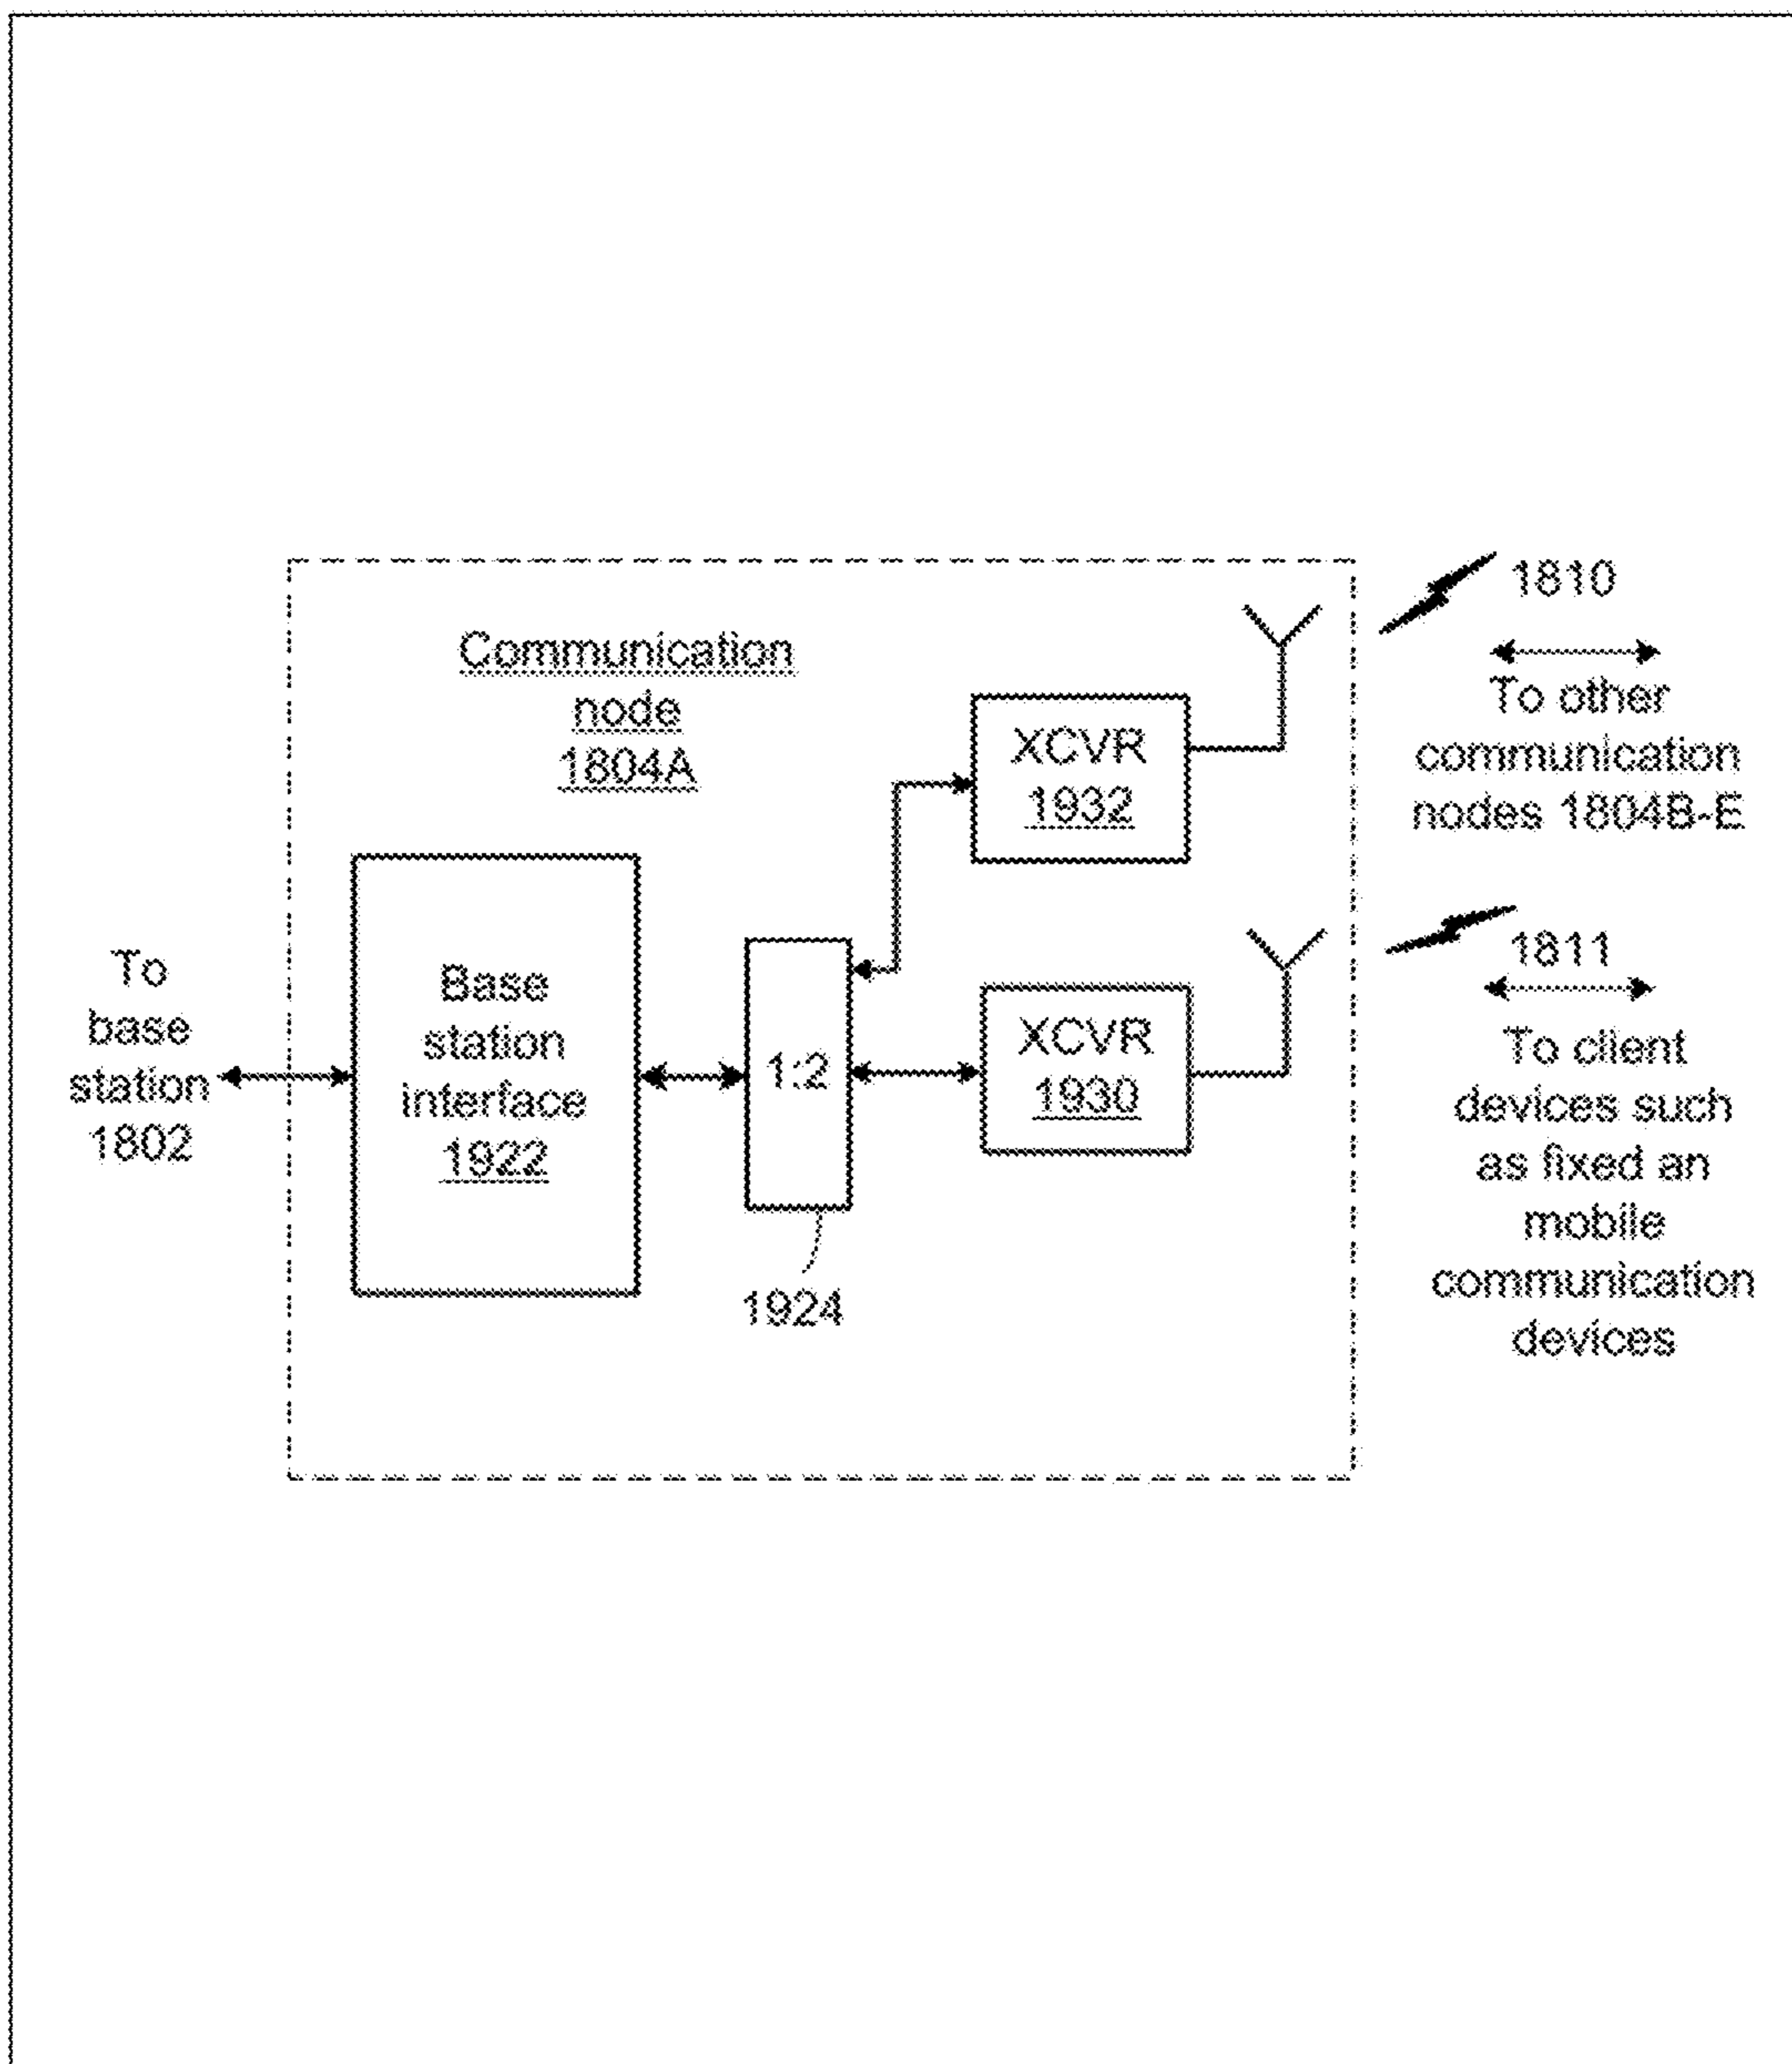 Communication
node
1804A
To
base
station
1802
Base
station
interface
1922
1:2
1924
XCVR
1932
XCVR
1930
1810
To other
communication
nodes 1804B-E
1811
To client
devices such
as fixed an
mobile
communication
devices